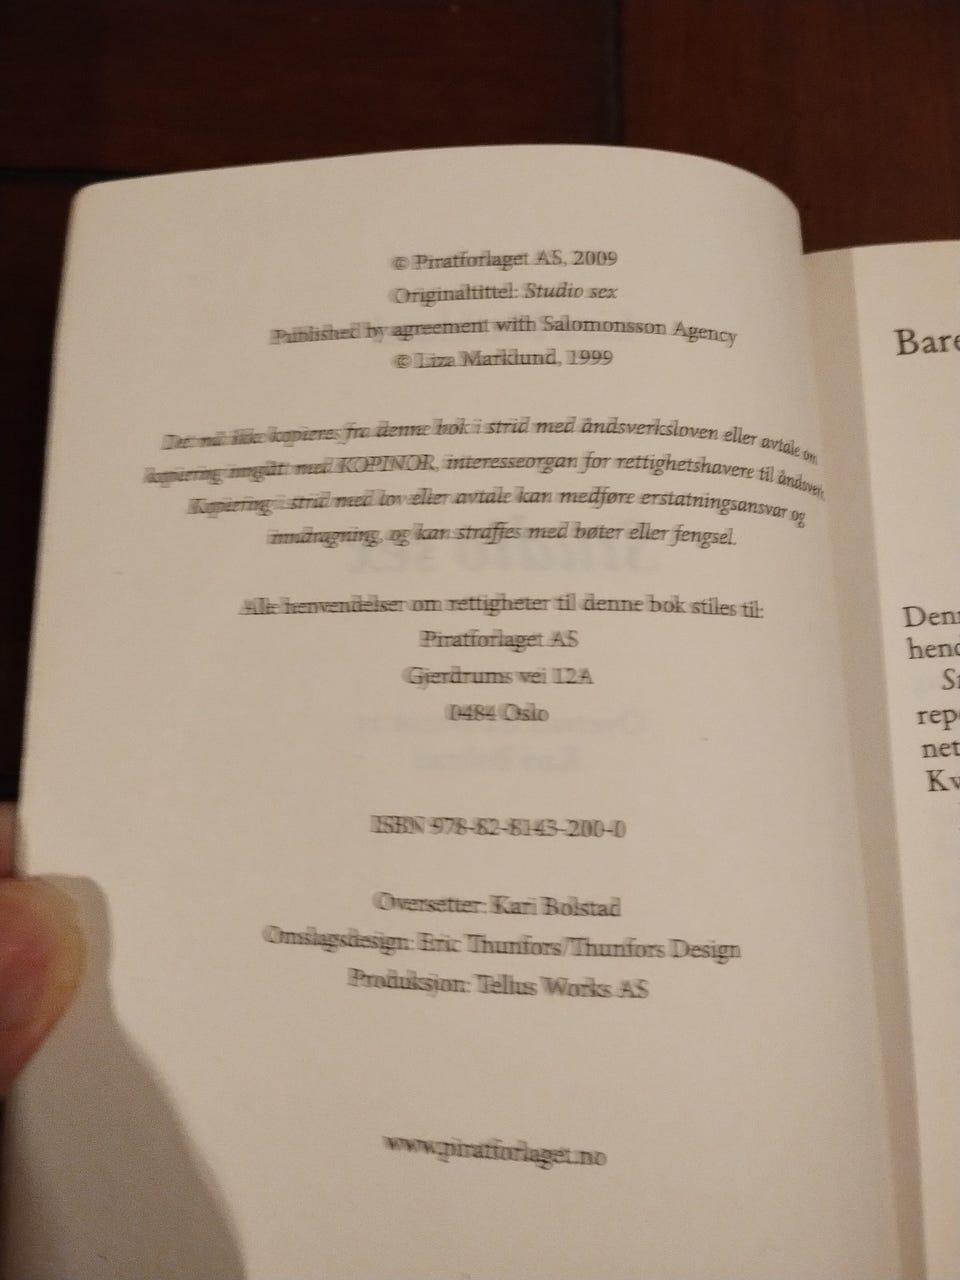 © Piratforlaget AS, 2009
Originaltittel: Studio sex
Published by agreement with Salomonsson Agency
© Liza Marklund, 1999
Det må ikke kopieres fra denne bok i strid med åndsverksloven eller avtale om
kopiering inngått med KOPINOR, interesseorgan for rettighetshavere til åndsverk.
Kopiering i strid med lov eller avtale kan medføre erstatningsansvar og
inndragning, og kan straffes med bøter eller fengsel.
Alle henvendelser om rettigheter til denne bok stiles til:
Piratforlaget AS
Gjerdrums vei 12A
0484 Oslo
ISBN 978-82-8143-200-0
Oversetter: Kari Bolstad
Omslagsdesign: Eric Thunfors/Thunfors Design
Produksjon: Tellus Works AS
www.piratforlaget.no
Bare
Denn
hend
rep
net
Kv